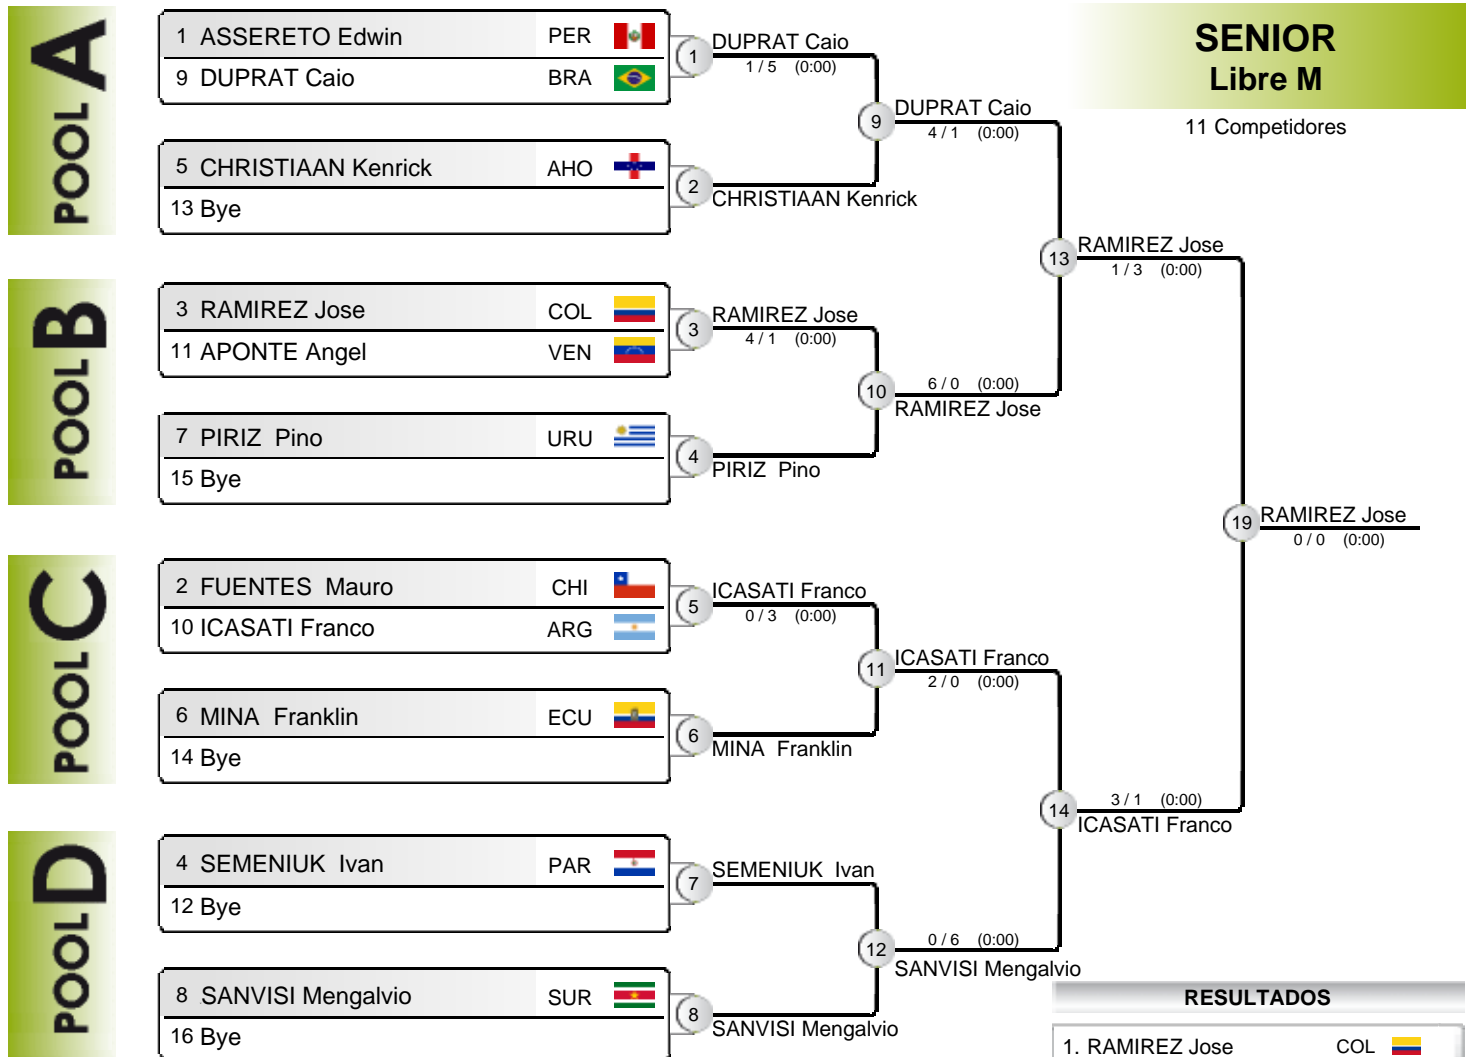 POOL A
1 ASSERETO Edwin PER
9 DUPRAT Caio BRA
5 CHRISTIAAN Kenrick AHO
13 Bye
1 DUPRAT Caio
1 / 5 (0:00)
2 CHRISTIAAN Kenrick
9 DUPRAT Caio
4 / 1 (0:00)
SENIOR
Libre M
11 Competidores
POOL B
3 RAMIREZ Jose COL
11 APONTE Angel VEN
7 PIRIZ Pino URU
15 Bye
3 RAMIREZ Jose
4 / 1 (0:00)
4 PIRIZ Pino
10 6 / 0 (0:00)
RAMIREZ Jose
13 RAMIREZ Jose
1 / 3 (0:00)
19 RAMIREZ Jose
0 / 0 (0:00)
POOL C
2 FUENTES Mauro CHI
10 ICASATI Franco ARG
6 MINA Franklin ECU
14 Bye
5 ICASATI Franco
0 / 3 (0:00)
6 MINA Franklin
11 ICASATI Franco
2 / 0 (0:00)
14 3 / 1 (0:00)
ICASATI Franco
POOL D
4 SEMENIUK Ivan PAR
12 Bye
8 SANVISI Mengalvio SUR
16 Bye
7 SEMENIUK Ivan
8 SANVISI Mengalvio
12 0 / 6 (0:00)
SANVISI Mengalvio
RESULTADOS
1. RAMIREZ Jose COL